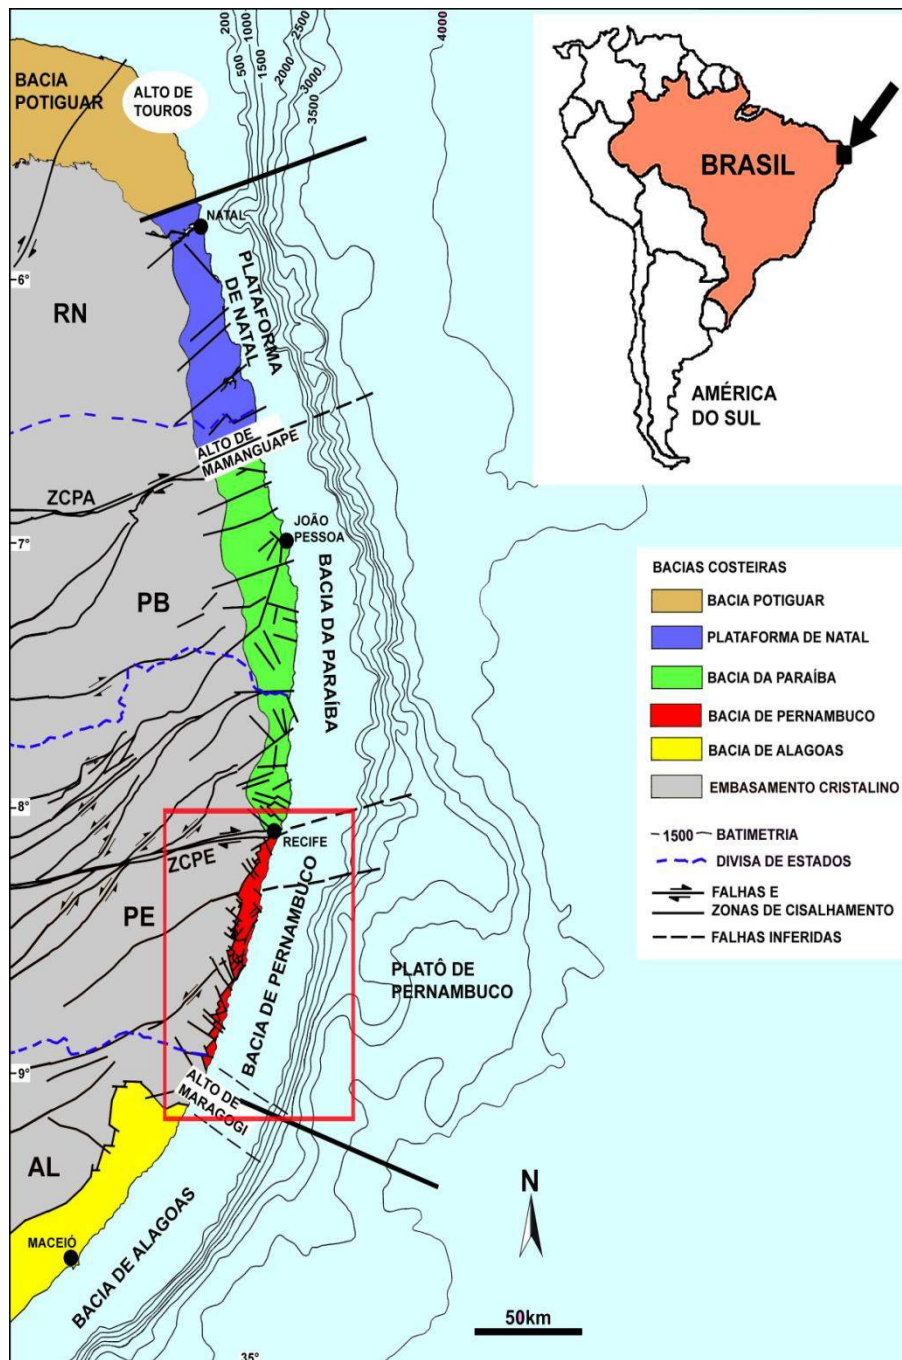 BACIA
POTIGUAR
ALTO DE
TOUROS
200
500
1000
1500
2000
2500
3000
3500
4000
BRASIL
AMÉRICA
DO SUL
NATAL
PLATAFORMA
DE NATAL
6°
RN
ALTO DE
MAMANGUAPE
ZCPA
JOÃO
PESSOA
7°
PB
BACIA DA PARAÍBA
BACIAS COSTEIRAS
BACIA POTIGUAR
PLATAFORMA DE NATAL
BACIA DA PARAÍBA
BACIA DE PERNAMBUCO
BACIA DE ALAGOAS
EMBASAMENTO CRISTALINO
1500 BATIMETRIA
DIVISA DE ESTADOS
FALHAS E
ZONAS DE CISALHAMENTO
FALHAS INFERIDAS
8°
RECIFE
ZCPE
PE
BACIA DE PERNAMBUCO
PLATÔ DE
PERNAMBUCO
9°
ALTO DE
MARAGOGI
AL
MACEIÓ
BACIA DE ALAGOAS
N
50km
35°